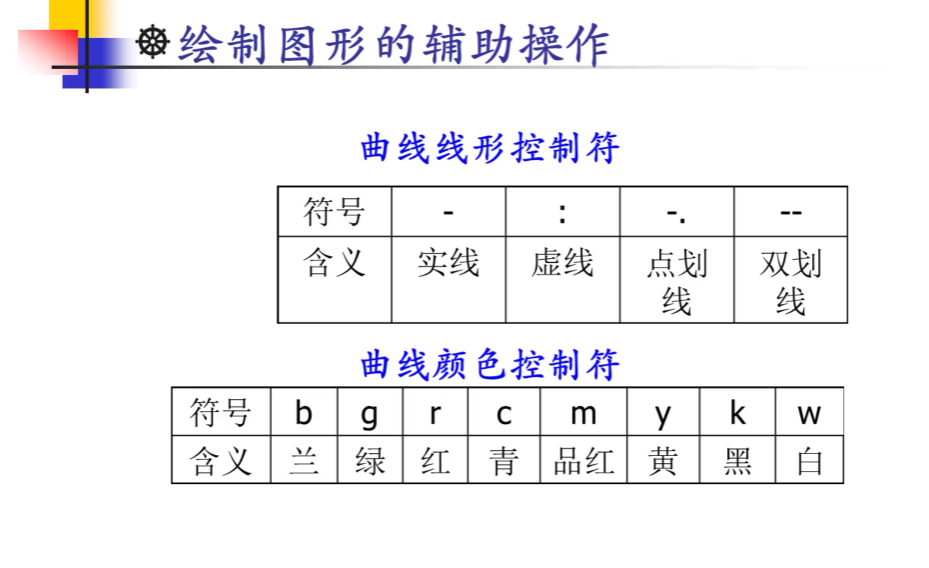 绘制图形的辅助操作
曲线线形控制符
符号 - : -. --
含义 实线 虚线 点划线 双划线
曲线颜色控制符
符号 b g r c m y k w
含义 兰 绿 红 青 品红 黄 黑 白